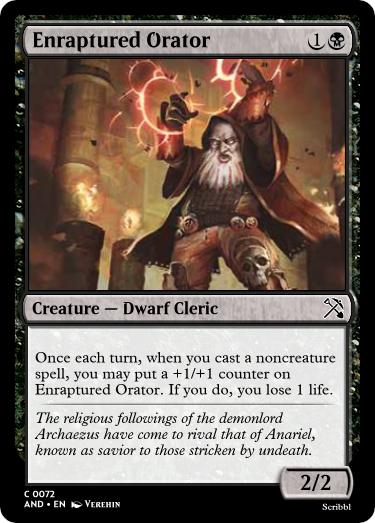 Enraptured Orator 1
Creature — Dwarf Cleric
Once each turn, when you cast a noncreature
spell, you may put a +1/+1 counter on
Enraptured Orator. If you do, you lose 1 life.
The religious followings of the demonlord
Archaezus have come to rival that of Anariel,
known as savior to those stricken by undeath.
2/2
C 0072
AND • EN Verehin
Scribbl